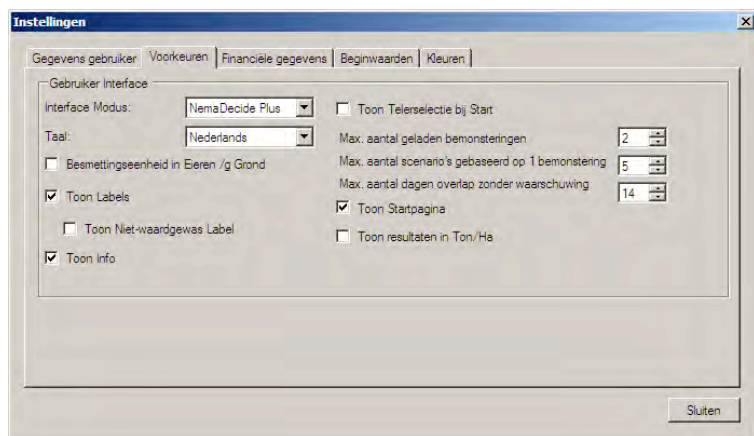 Instellingen
Gegevens gebruiker
Voorkeuren
Financiële gegevens
Beginwaarden
Kleuren
Gebruiker Interface
Interface Modus:
NemaDecide Plus
Taal:
Nederlands
Besmettingseenheid in Eieren /g Grond
Toon Labels
Toon Niet-waardgewas Label
Toon Info
Toon Telerselectie bij Start
Max. aantal geladen bemonsteringen
2
Max. aantal scenario's gebaseerd op 1 bemonstering
5
Max. aantal dagen overlap zonder waarschuwing
14
Toon Startpagina
Toon resultaten in Ton/Ha
Sluiten